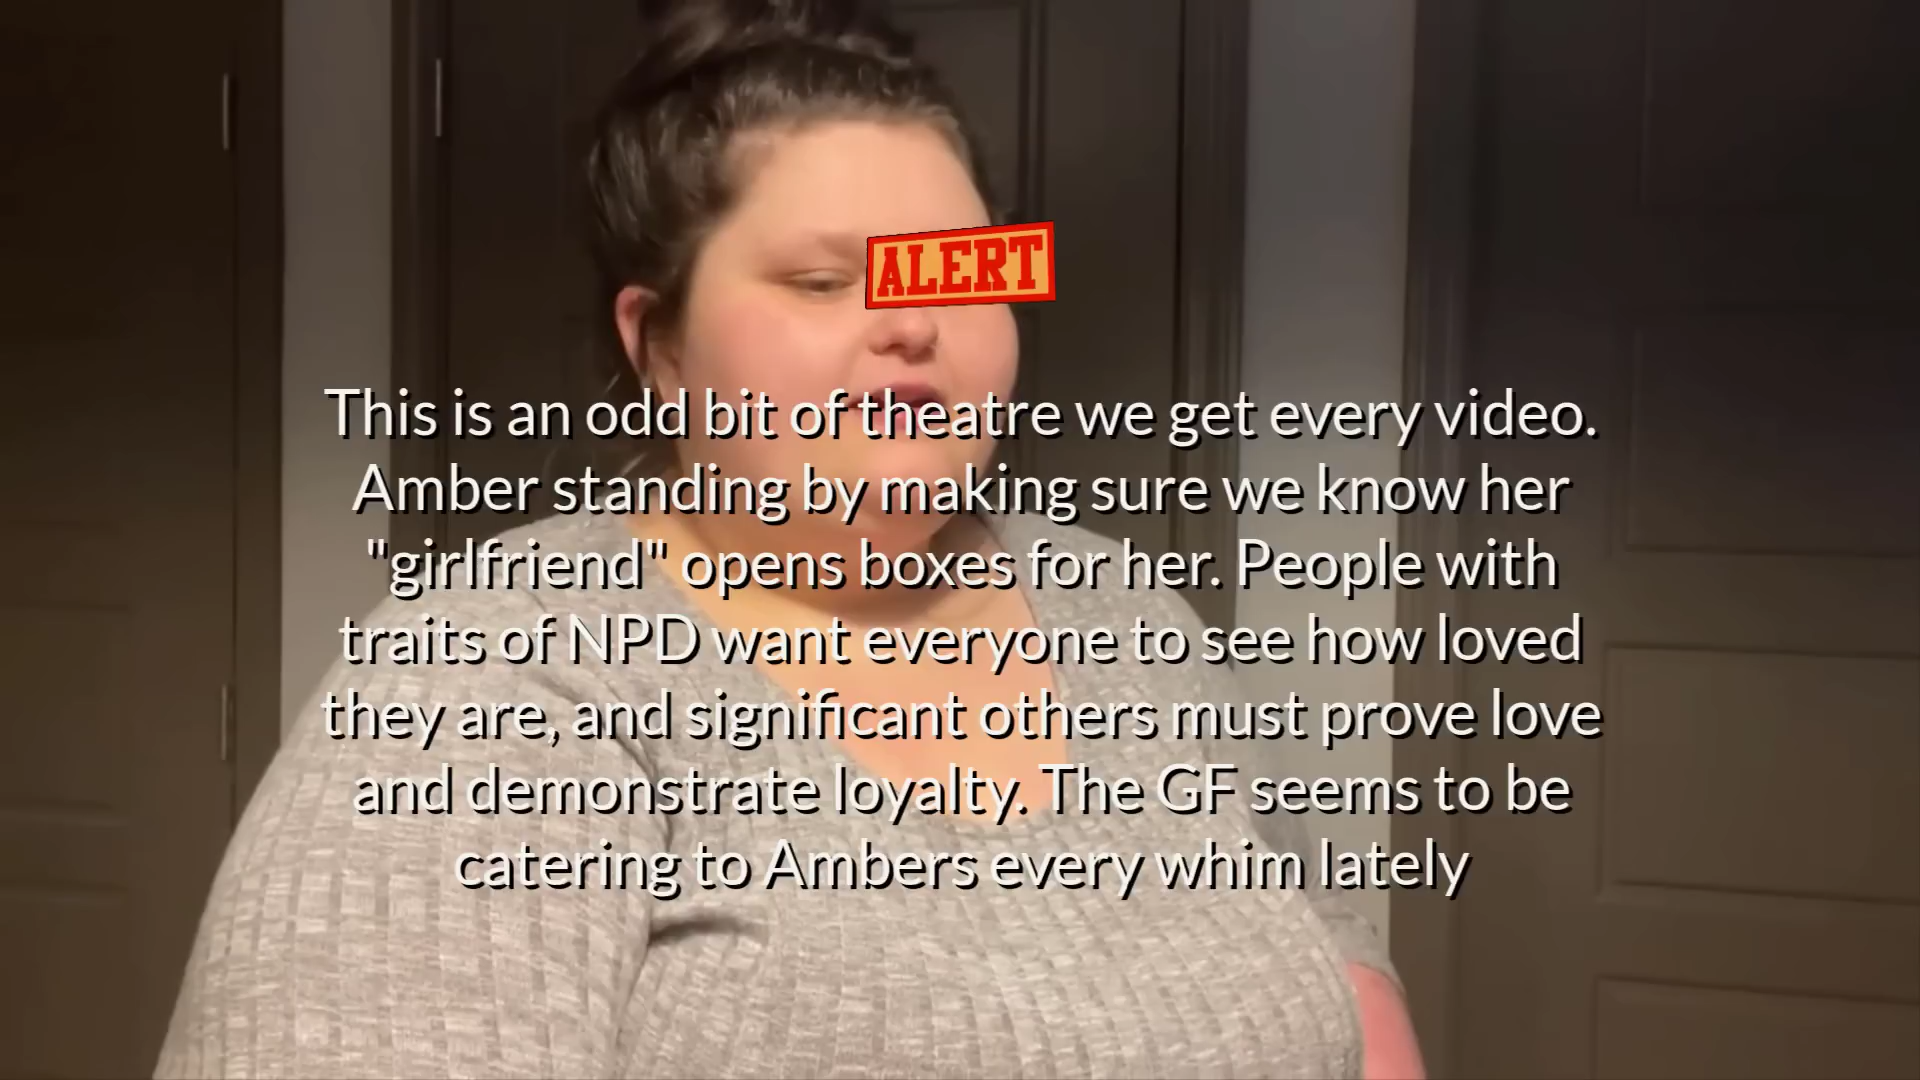 ALERT
This is an odd bit of theatre we get every video.
Amber standing by making sure we know her
"girlfriend" opens boxes for her. People with
traits of NPD want everyone to see how loved
they are, and significant others must prove love
and demonstrate loyalty. The GF seems to be
catering to Ambers every whim lately